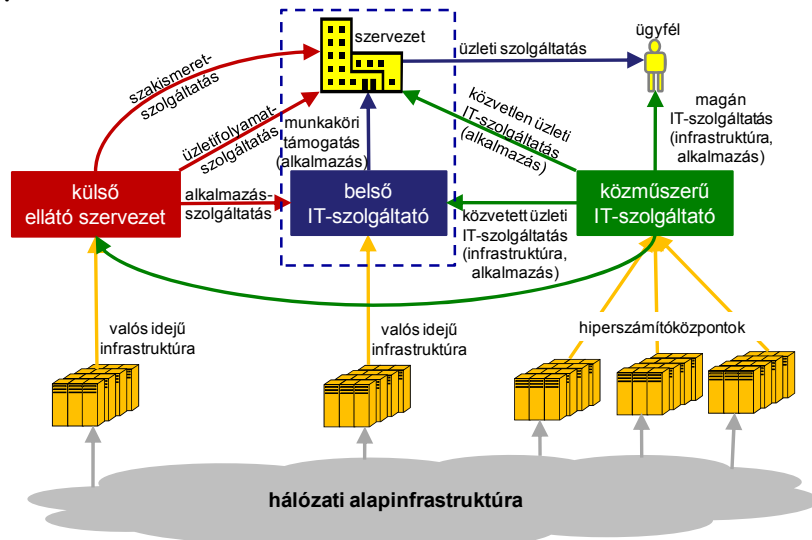 szervezet
ügyfél
üzleti szolgáltatás
szakismeret-
szolgáltatás
üzletifolyamat-
szolgáltatás
munkaköri
támogatás
(alkalmazás)
közvetlen üzleti
IT-szolgáltatás
(alkalmazás)
magán
IT-szolgáltatás
(infrastruktúra,
alkalmazás)
külső
ellátó szervezet
alkalmazás-
szolgáltatás
belső
IT-szolgáltató
közvetett üzleti
IT-szolgáltatás
(infrastruktúra,
alkalmazás)
közműszerű
IT-szolgáltató
valós idejű
infrastruktúra
valós idejű
infrastruktúra
hiperszámítóközpontok
hálózati alapinfrastruktúra